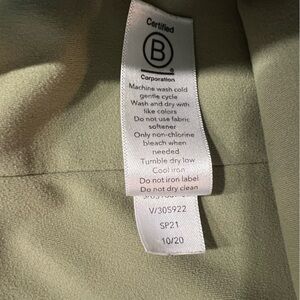 Certified
B
Corporation
Machine wash cold
gentle cycle
Wash and dry with
like colors
Do not use fabric
softener
Only non-chlorine
bleach when
needed
Tumble dry low
Cool iron
Do not iron label
Do not dry clean
V/305922
SP21
10/20